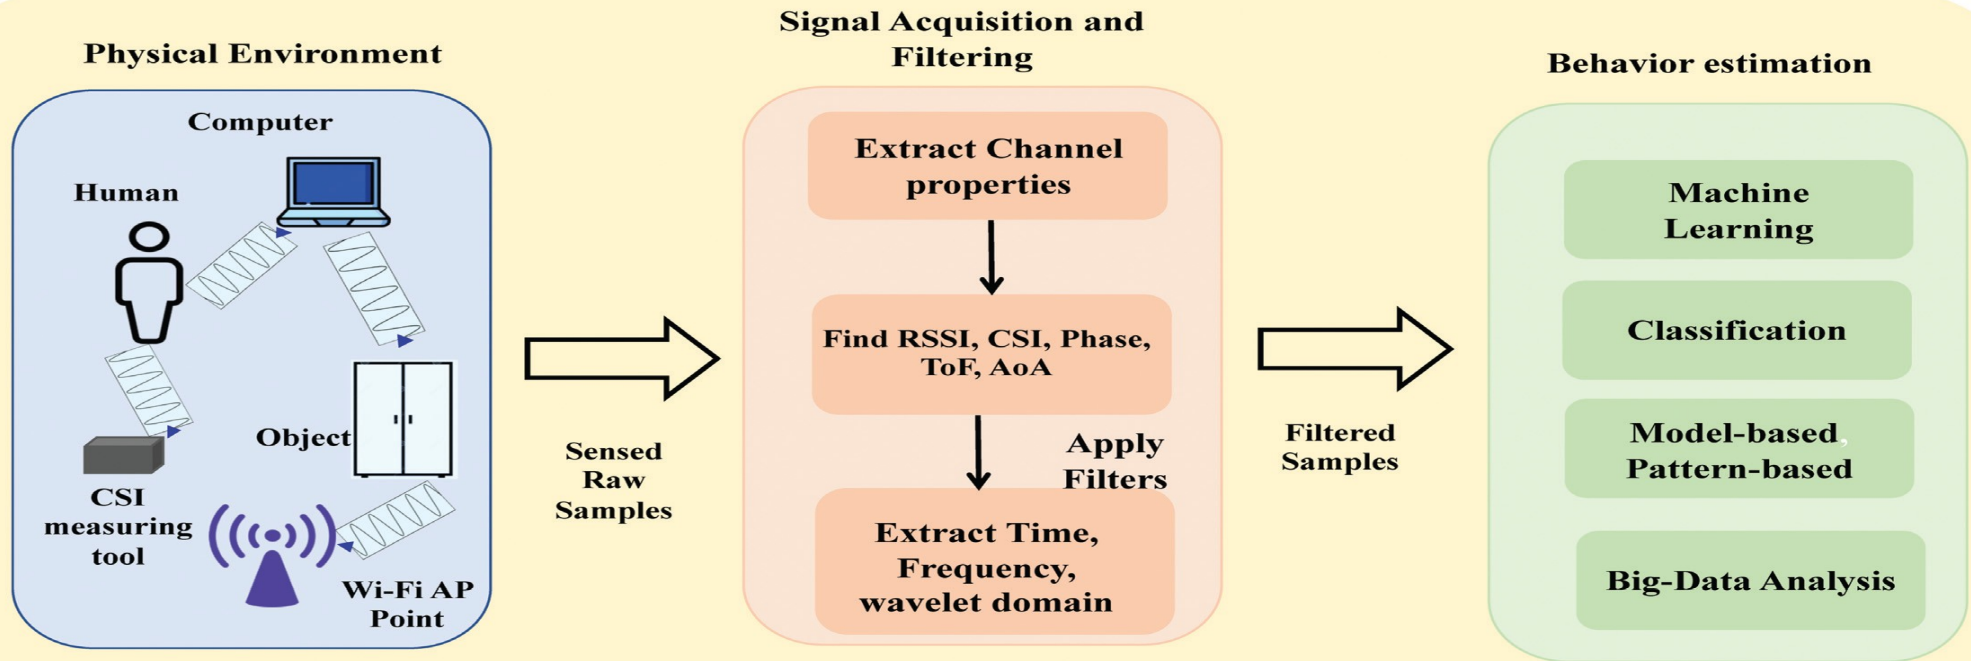 Physical Environment
Computer
Human
Object
CSI
measuring
tool
Wi-Fi AP
Point
Sensed
Raw
Samples
Signal Acquisition and
Filtering
Extract Channel
properties
Find RSSI, CSI, Phase,
ToF, AoA
Apply
Filters
Extract Time,
Frequency,
wavelet domain
Filtered
Samples
Behavior estimation
Machine
Learning
Classification
Model-based,
Pattern-based
Big-Data Analysis